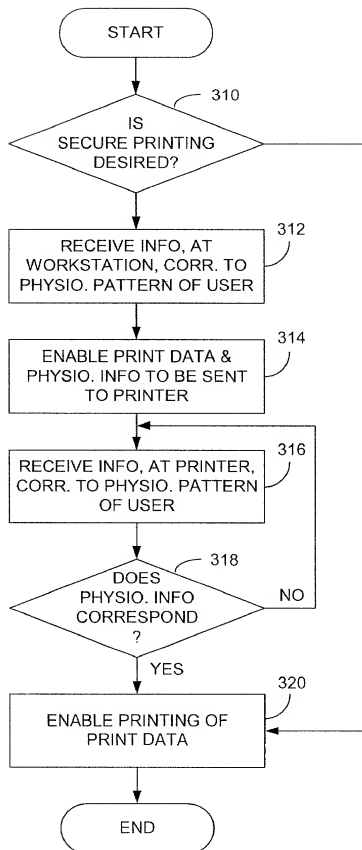 START
310
IS
SECURE PRINTING
DESIRED?
312
RECEIVE INFO, AT
WORKSTATION, CORR. TO
PHYSIO. PATTERN OF USER
314
ENABLE PRINT DATA &
PHYSIO. INFO TO BE SENT
TO PRINTER
316
RECEIVE INFO, AT PRINTER,
CORR. TO PHYSIO. PATTERN
OF USER
318
DOES
PHYSIO. INFO
CORRESPOND
?
NO
YES
320
ENABLE PRINTING OF
PRINT DATA
END